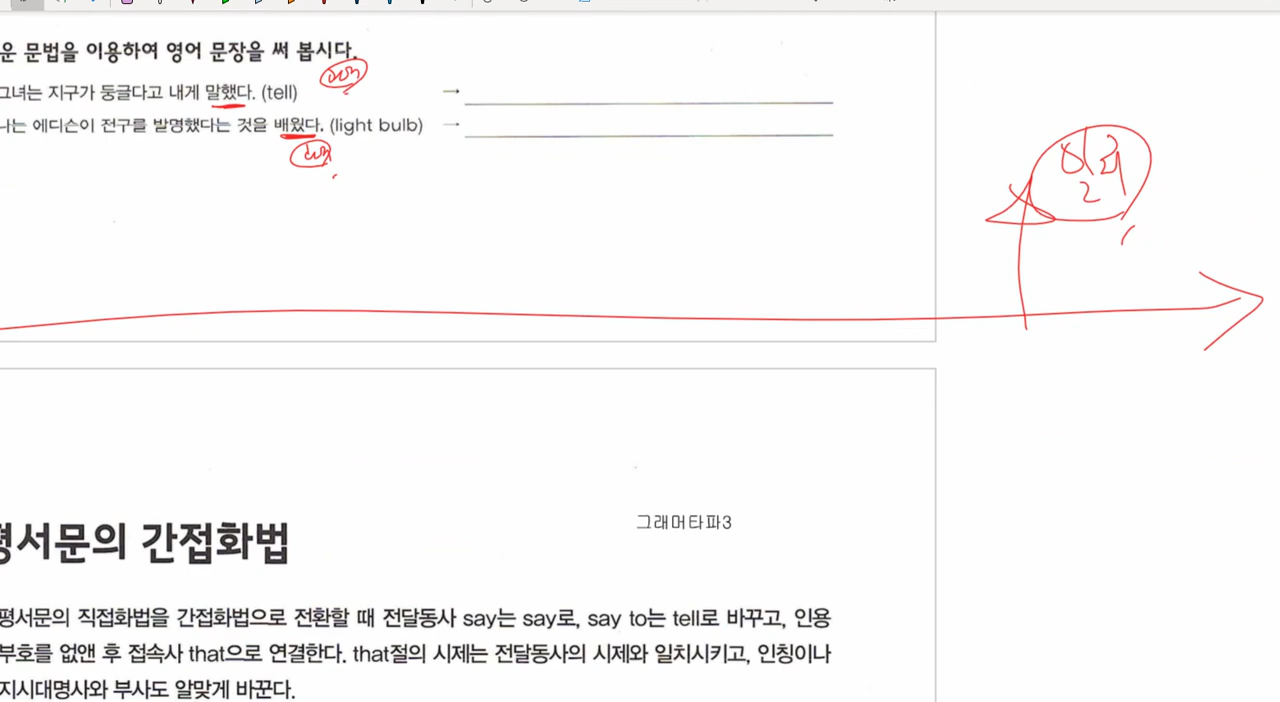 운 문법을 이용하여 영어 문장을 써 봅시다.
그녀는 지구가 둥글다고 내게 말했다. (tell) →
나는 에디슨이 전구를 발명했다는 것을 배웠다. (light bulb) →
2
그래머타파3
평서문의 간접화법
평서문의 직접화법을 간접화법으로 전환할 때 전달동사 say는 say로, say to는 tell로 바꾸고, 인용
부호를 없앤 후 접속사 that으로 연결한다. that절의 시제는 전달동사의 시제와 일치시키고, 인칭이나
지시대명사와 부사도 알맞게 바꾼다.